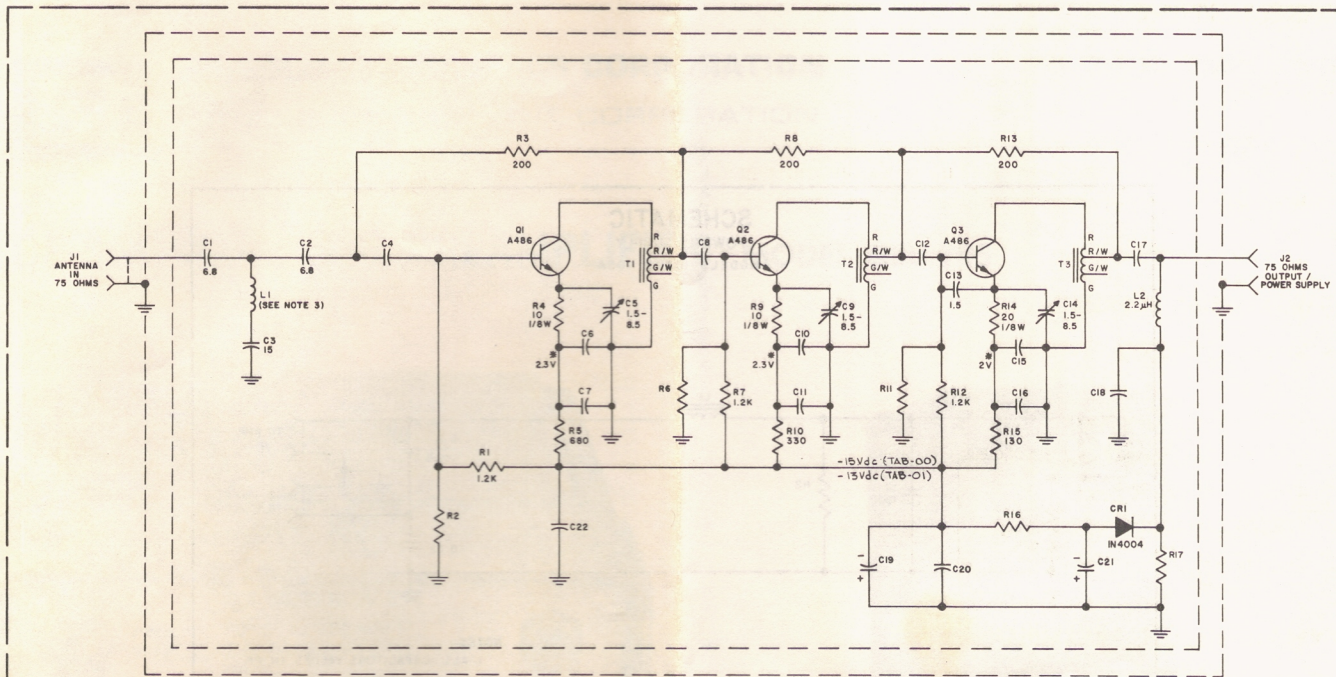 R3
200
R8
200
R13
200
Q1
A486
Q2
A486
Q3
A486
R
R/W
G/W
G
T1
R
R/W
G/W
G
T2
R
R/W
G/W
G
T3
J1
ANTENNA
IN
75 OHMS
C1
6.8
C2
6.8
C4
C8
C12
C13
1.5
C17
J2
75 OHMS
OUTPUT /
POWER SUPPLY
L1
(SEE NOTE 3)
C3
15
R4
10
1/8W
C5
1.5-
8.5
C6
*
2.3V
C7
R5
680
R6
R7
1.2K
R9
10
1/8W
C9
1.5-
8.5
C10
*
2.3V
C11
R10
330
R11
R12
1.2K
R14
20
1/8W
C14
1.5-
8.5
C15
*
2V
C16
R15
130
L2
2.2µH
C18
R1
1.2K
-15Vdc (TAB-00)
-13Vdc (TAB-01)
R2
C22
C19
-
+
C20
R16
C21
-
+
CR1
IN4004
R17
SCHEMATIC